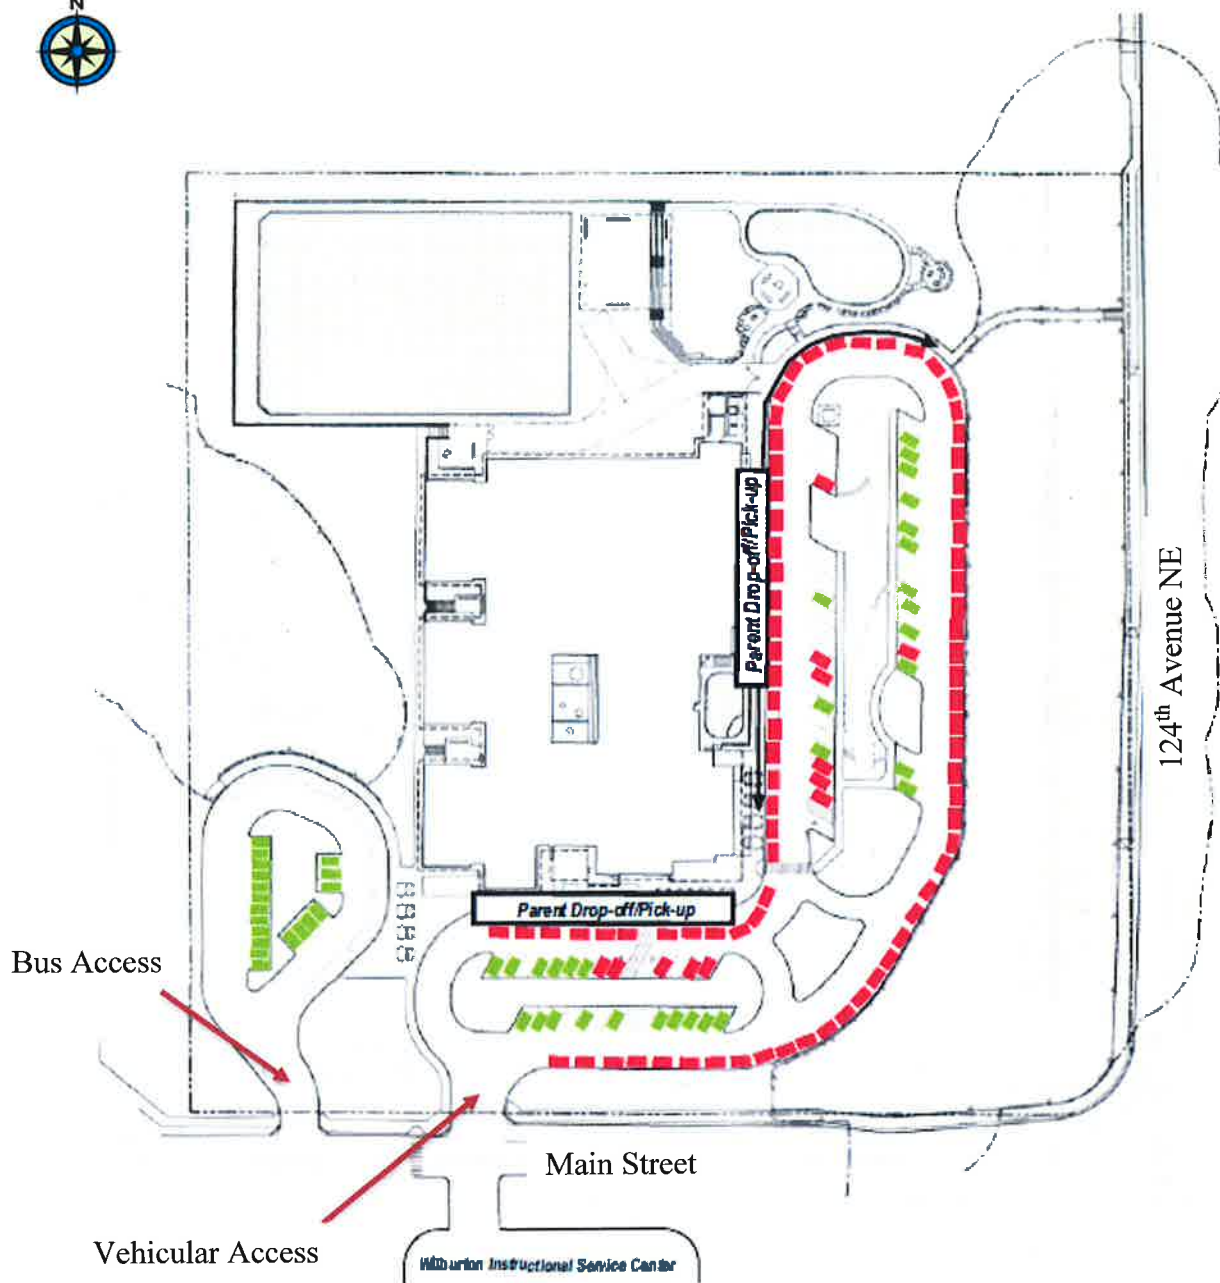 N
Parent Drop-off/Pick-up
124th Avenue NE
Parent Drop-off/Pick-up
Bus Access
Main Street
Vehicular Access
Wilburton Instructional Service Center